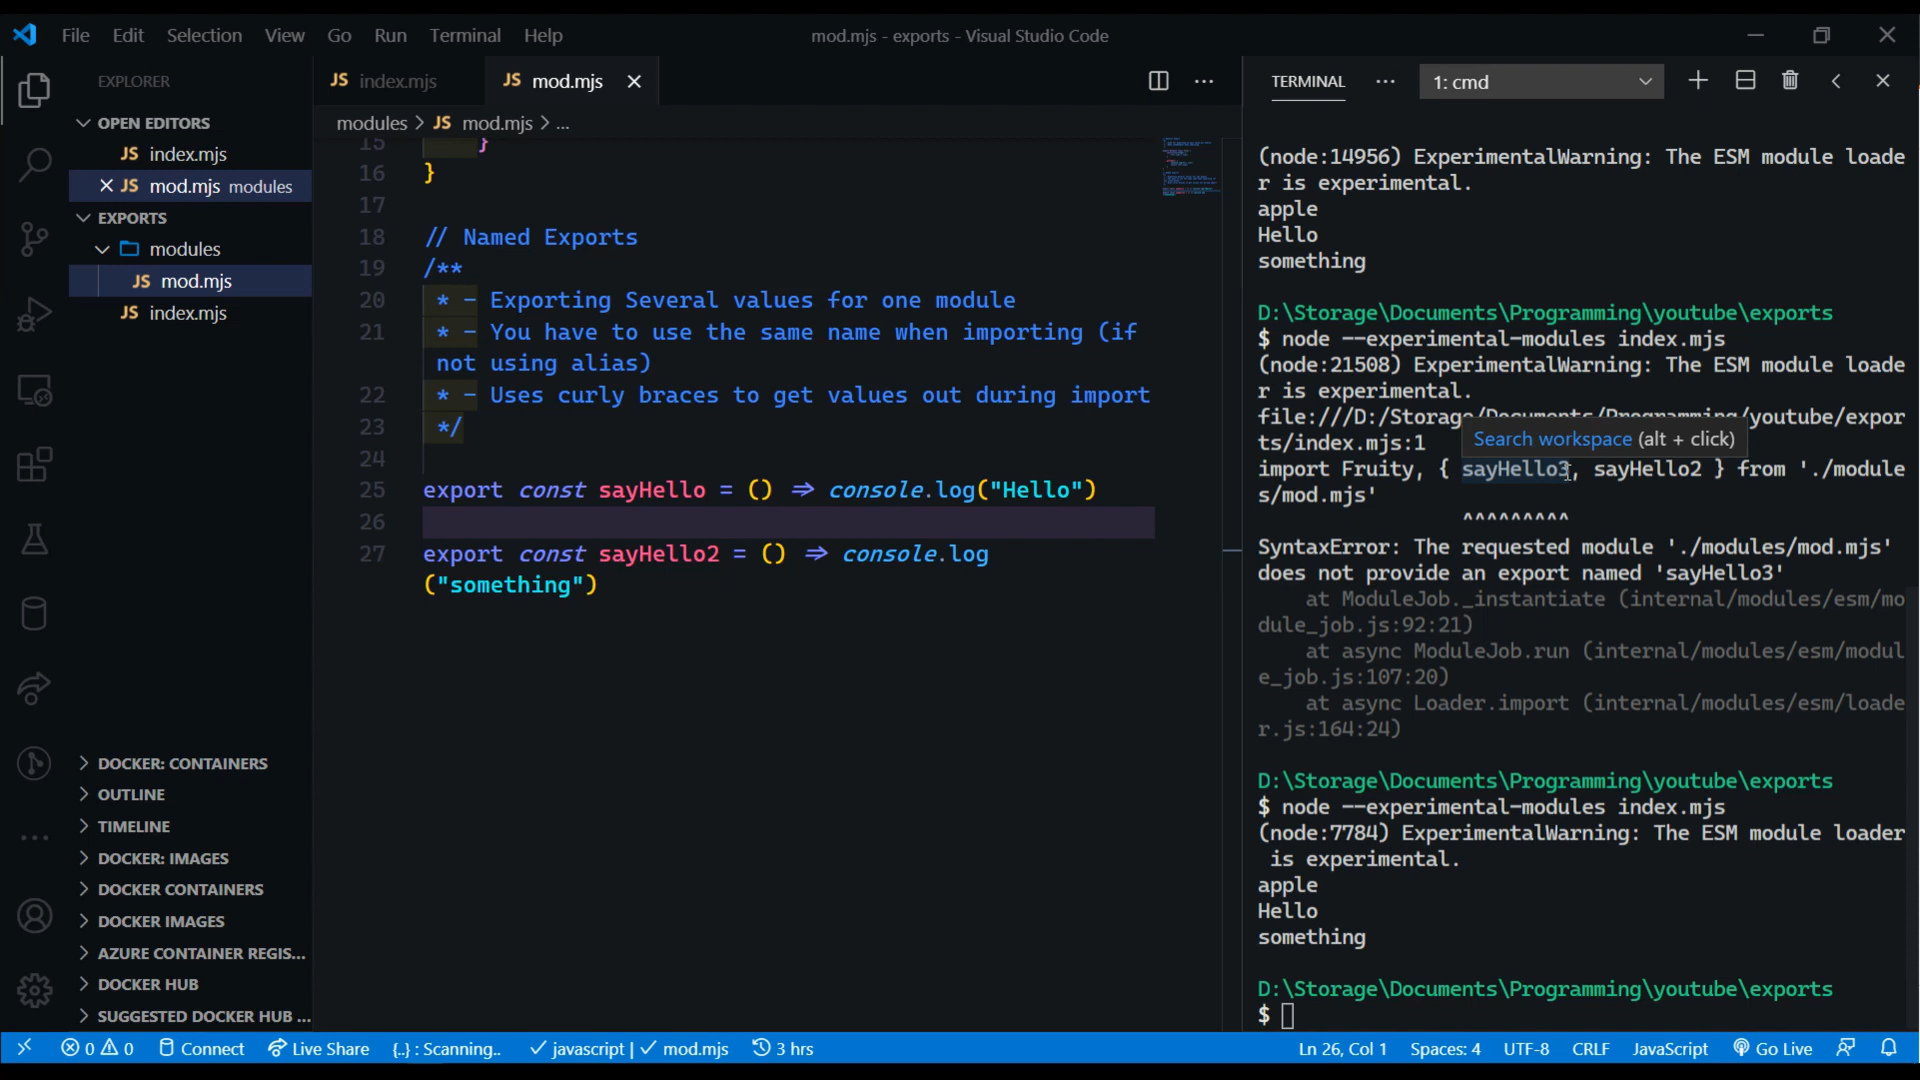 File Edit Selection View Go Run Terminal Help
mod.mjs - exports - Visual Studio Code
EXPLORER
OPEN EDITORS
JS index.mjs
JS mod.mjs modules
EXPORTS
modules
JS mod.mjs
JS index.mjs
DOCKER: CONTAINERS
OUTLINE
TIMELINE
DOCKER: IMAGES
DOCKER CONTAINERS
DOCKER IMAGES
AZURE CONTAINER REGIS...
DOCKER HUB
SUGGESTED DOCKER HUB ...
JS index.mjs
JS mod.mjs
modules > JS mod.mjs > ...
15 }
16 }
17
18 // Named Exports
19 /**
20 * - Exporting Several values for one module
21 * - You have to use the same name when importing (if
not using alias)
22 * - Uses curly braces to get values out during import
23 */
24
25 export const sayHello = () => console.log("Hello")
26
27 export const sayHello2 = () => console.log
("something")
TERMINAL ... 1: cmd
(node:14956) ExperimentalWarning: The ESM module loade
r is experimental.
apple
Hello
something
D:\Storage\Documents\Programming\youtube\exports
$ node --experimental-modules index.mjs
(node:21508) ExperimentalWarning: The ESM module loade
r is experimental.
file:///D:/Storage/Documents/Programming/youtube/expor
ts/index.mjs:1
Search workspace (alt + click)
import Fruity, { sayHello3, sayHello2 } from './module
s/mod.mjs'
^^^^^^^^^
SyntaxError: The requested module './modules/mod.mjs'
does not provide an export named 'sayHello3'
at ModuleJob._instantiate (internal/modules/esm/mo
dule_job.js:92:21)
at async ModuleJob.run (internal/modules/esm/modul
e_job.js:107:20)
at async Loader.import (internal/modules/esm/loade
r.js:164:24)
D:\Storage\Documents\Programming\youtube\exports
$ node --experimental-modules index.mjs
(node:7784) ExperimentalWarning: The ESM module loader
is experimental.
apple
Hello
something
D:\Storage\Documents\Programming\youtube\exports
$
0 0 Connect Live Share {..} : Scanning.. javascript | mod.mjs 3 hrs
Ln 26, Col 1 Spaces: 4 UTF-8 CRLF JavaScript Go Live